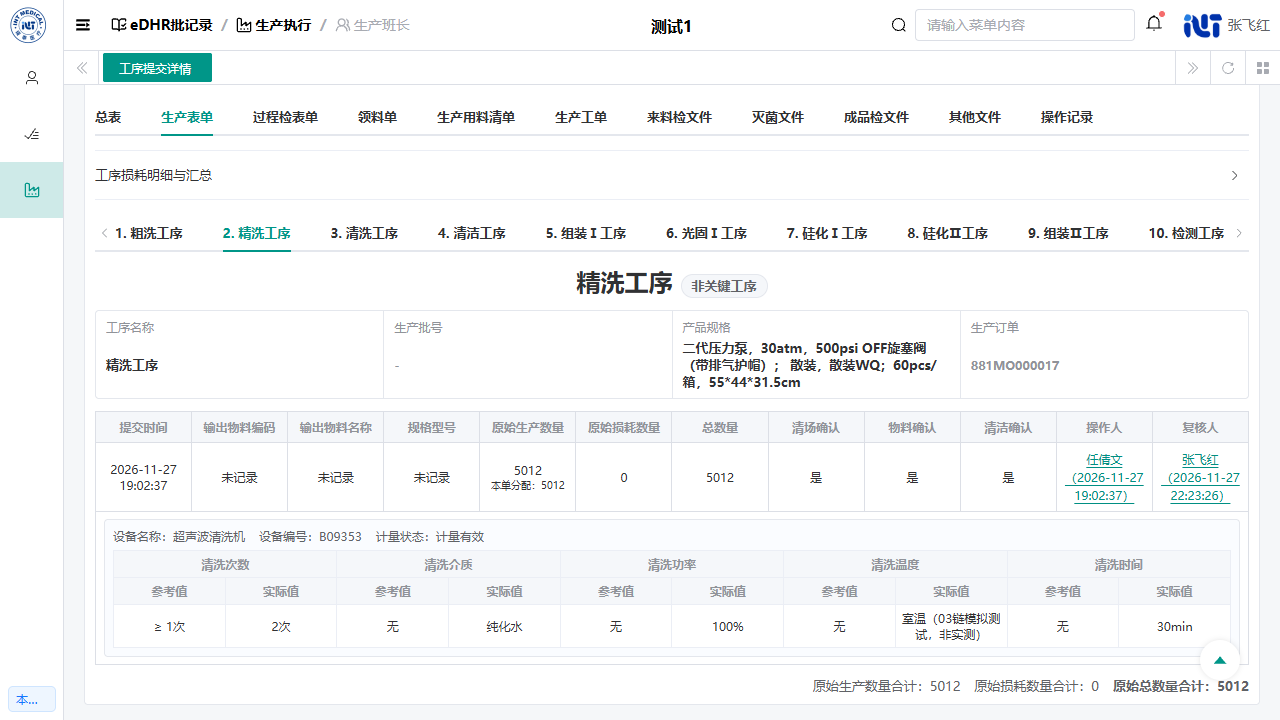 eDHR批记录 / 生产执行 / 生产班长
测试1
请输入菜单内容
张飞红
工序提交详情
总表 生产表单 过程检表单 领料单 生产用料清单 生产工单 来料检文件 灭菌文件 成品检文件 其他文件 操作记录
工序损耗明细与汇总
1. 粗洗工序 2. 精洗工序 3. 清洗工序 4. 清洁工序 5. 组装Ⅰ工序 6. 光固Ⅰ工序 7. 硅化Ⅰ工序 8. 硅化Ⅱ工序 9. 组装Ⅱ工序 10. 检测工序
精洗工序 非关键工序
工序名称 生产批号 产品规格 生产订单
精洗工序 - 二代压力泵，30atm，500psi OFF旋塞阀
（带排气护帽）； 散装，散装WQ；60pcs/
箱，55*44*31.5cm
881MO000017
提交时间 输出物料编码 输出物料名称 规格型号 原始生产数量 原始损耗数量 总数量 清场确认 物料确认 清洁确认 操作人 复核人
2026-11-27
19:02:37
未记录 未记录 未记录
5012
本单分配：5012
0 5012 是 是 是
任倩文
（2026-11-27
19:02:37）
张飞红
（2026-11-27
22:23:26）
设备名称：超声波清洗机 设备编号：B09353 计量状态：计量有效
清洗次数 清洗介质 清洗功率 清洗温度 清洗时间
参考值 实际值 参考值 实际值 参考值 实际值 参考值 实际值 参考值 实际值
≥ 1次 2次 无 纯化水 无 100% 无 室温（03链模拟测
试，非实测）
无 30min
原始生产数量合计：5012 原始损耗数量合计：0 原始总数量合计：5012
本...